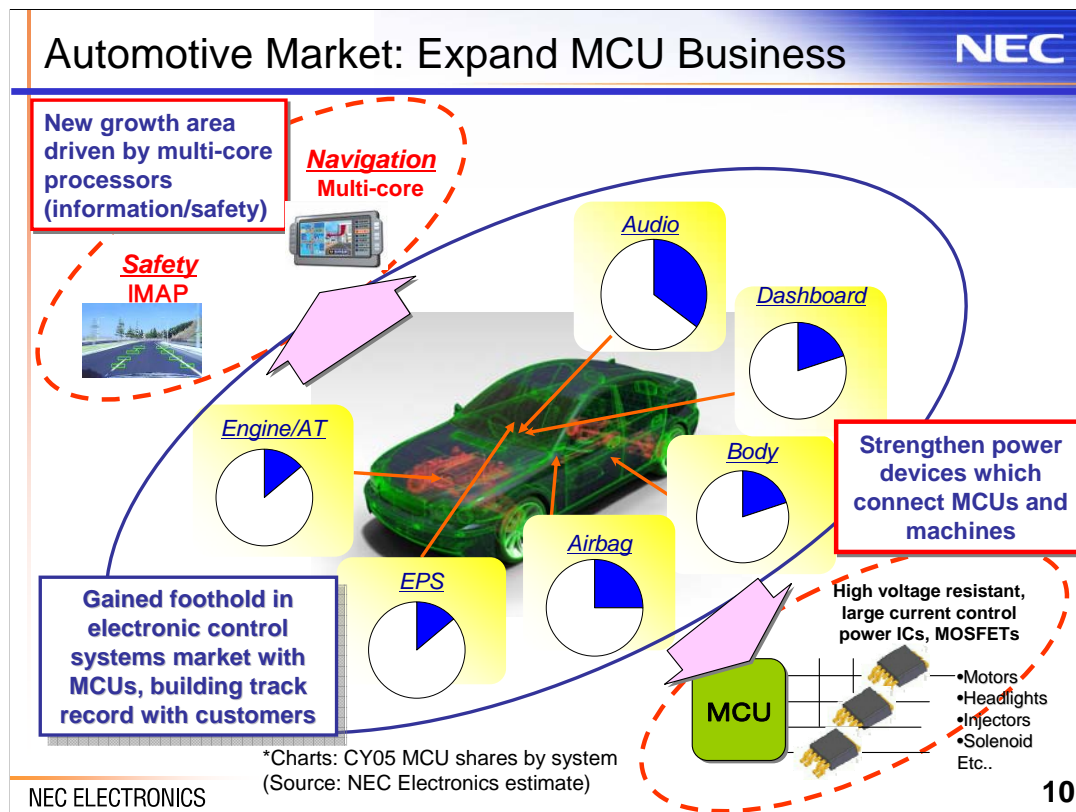 Automotive Market: Expand MCU Business
NEC
New growth area
driven by multi-core
processors
(information/safety)
Navigation
Multi-core
Safety
IMAP
Audio
Dashboard
Engine/AT
Body
Airbag
EPS
Strengthen power
devices which
connect MCUs and
machines
Gained foothold in
electronic control
systems market with
MCUs, building track
record with customers
High voltage resistant,
large current control
power ICs, MOSFETs
MCU
•Motors
•Headlights
•Injectors
•Solenoid
Etc..
*Charts: CY05 MCU shares by system
(Source: NEC Electronics estimate)
NEC ELECTRONICS
10